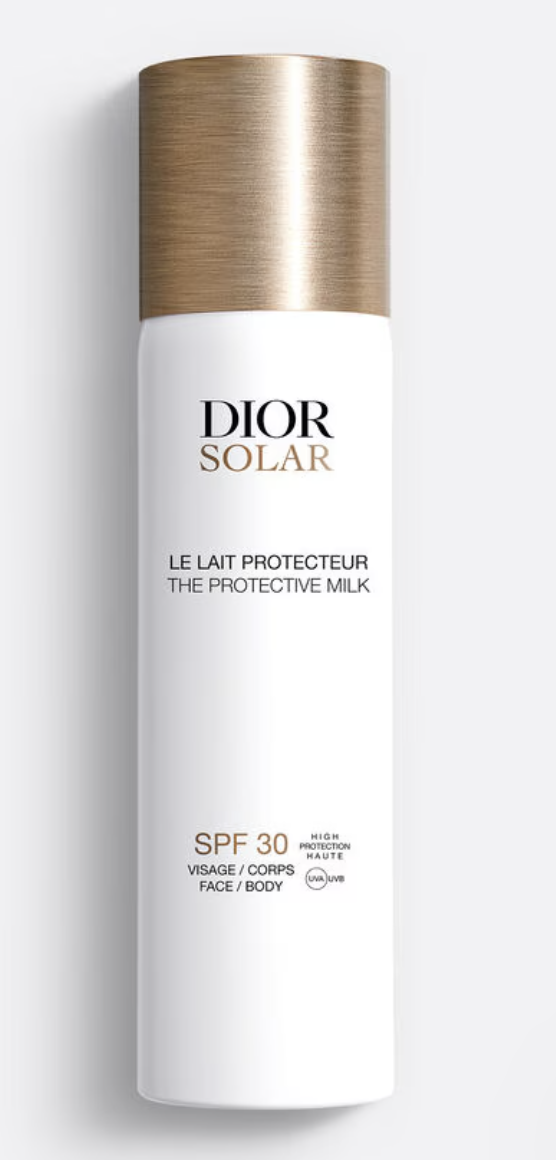 DIOR
SOLAR
LE LAIT PROTECTEUR
THE PROTECTIVE MILK
SPF 30
HIGH
PROTECTION
HAUTE
VISAGE / CORPS
FACE / BODY
UVA UVB